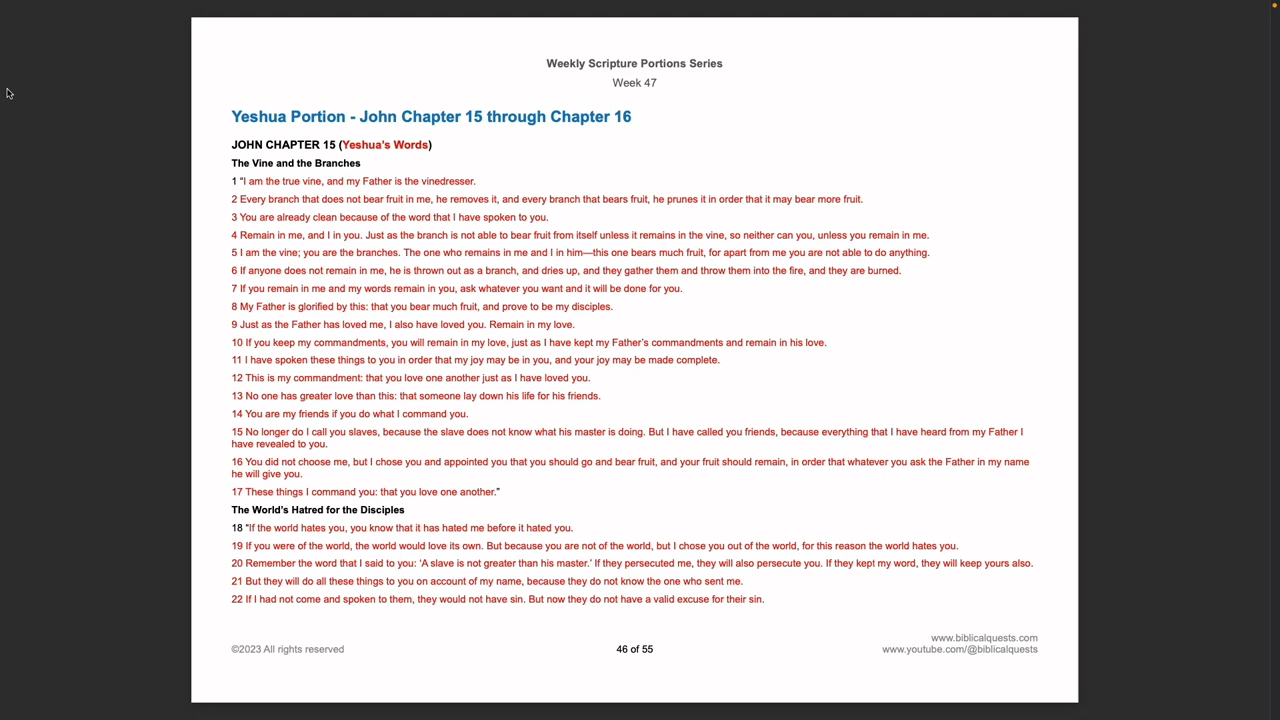 Weekly Scripture Portions Series
Week 47
Yeshua Portion - John Chapter 15 through Chapter 16
JOHN CHAPTER 15 (Yeshua's Words)
The Vine and the Branches
1 “I am the true vine, and my Father is the vinedresser.
2 Every branch that does not bear fruit in me, he removes it, and every branch that bears fruit, he prunes it in order that it may bear more fruit.
3 You are already clean because of the word that I have spoken to you.
4 Remain in me, and I in you. Just as the branch is not able to bear fruit from itself unless it remains in the vine, so neither can you, unless you remain in me.
5 I am the vine; you are the branches. The one who remains in me and I in him—this one bears much fruit, for apart from me you are not able to do anything.
6 If anyone does not remain in me, he is thrown out as a branch, and dries up, and they gather them and throw them into the fire, and they are burned.
7 If you remain in me and my words remain in you, ask whatever you want and it will be done for you.
8 My Father is glorified by this: that you bear much fruit, and prove to be my disciples.
9 Just as the Father has loved me, I also have loved you. Remain in my love.
10 If you keep my commandments, you will remain in my love, just as I have kept my Father's commandments and remain in his love.
11 I have spoken these things to you in order that my joy may be in you, and your joy may be made complete.
12 This is my commandment: that you love one another just as I have loved you.
13 No one has greater love than this: that someone lay down his life for his friends.
14 You are my friends if you do what I command you.
15 No longer do I call you slaves, because the slave does not know what his master is doing. But I have called you friends, because everything that I have heard from my Father I
have revealed to you.
16 You did not choose me, but I chose you and appointed you that you should go and bear fruit, and your fruit should remain, in order that whatever you ask the Father in my name
he will give you.
17 These things I command you: that you love one another.”
The World's Hatred for the Disciples
18 “If the world hates you, you know that it has hated me before it hated you.
19 If you were of the world, the world would love its own. But because you are not of the world, but I chose you out of the world, for this reason the world hates you.
20 Remember the word that I said to you: ‘A slave is not greater than his master.’ If they persecuted me, they will also persecute you. If they kept my word, they will keep yours also.
21 But they will do all these things to you on account of my name, because they do not know the one who sent me.
22 If I had not come and spoken to them, they would not have sin. But now they do not have a valid excuse for their sin.
©2023 All rights reserved
46 of 55
www.biblicalquests.com
www.youtube.com/@biblicalquests